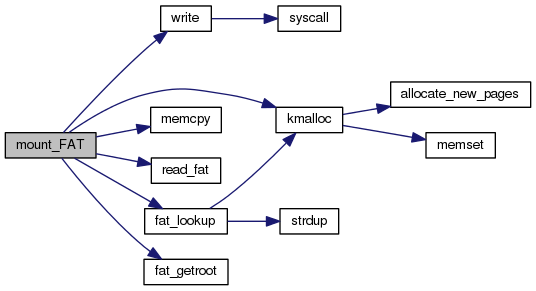 write
syscall
allocate_new_pages
memcpy
kmalloc
mount_FAT
memset
read_fat
fat_lookup
strdup
fat_getroot